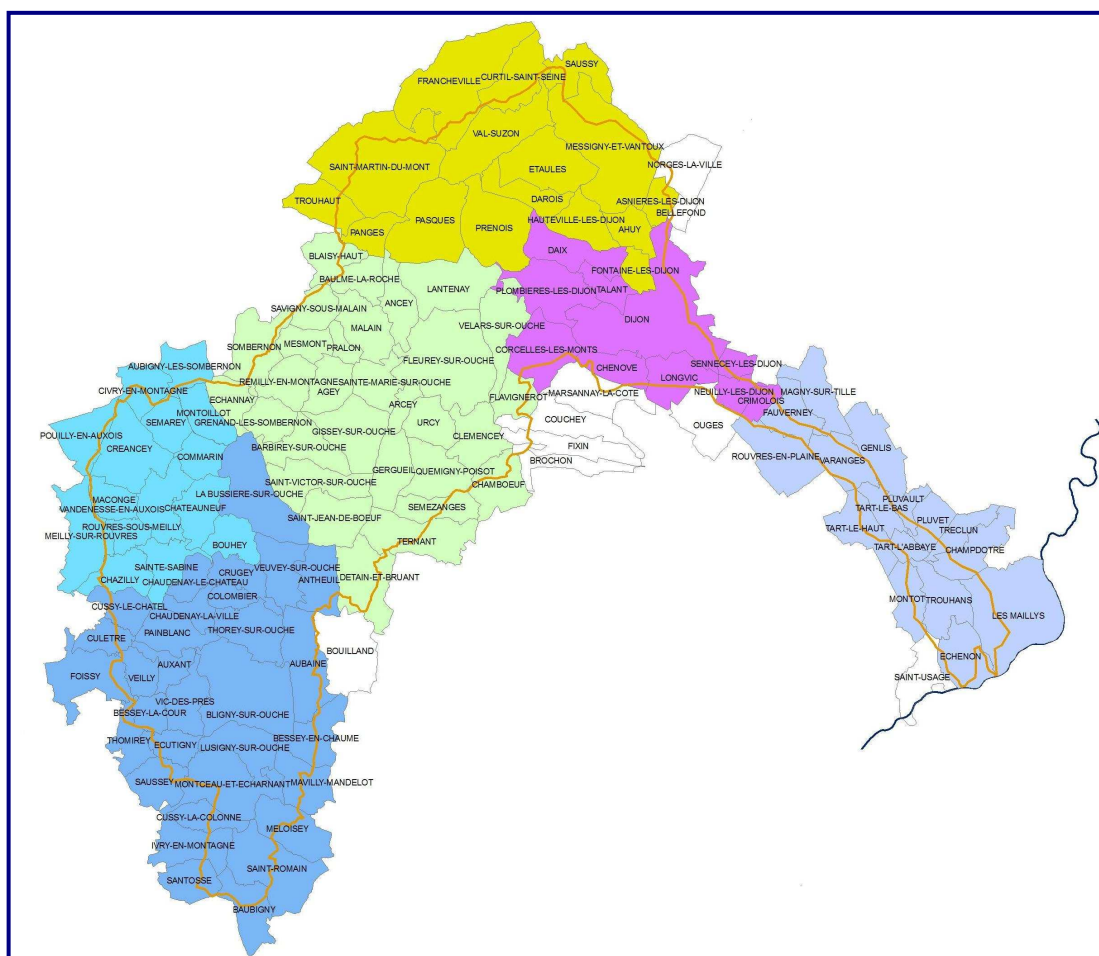 SAUSSY
FRANCHEVILLE
CURTIL-SAINT-SEINE
VAL-SUZON
MESSIGNY-ET-VANTOUX
NORGES-LA-VILLE
SAINT-MARTIN-DU-MONT
ETAULES
TROUHAUT
DAROIS
ASNIERES-LES-DIJON
BELLEFOND
PASQUES
HAUTEVILLE-LES-DIJON
PANGES
PRENOIS
AHUY
BLAISY-HAUT
DAIX
BAULME-LA-ROCHE
FONTAINE-LES-DIJON
LANTENAY
PLOMBIERES-LES-DIJON
TALANT
ANCEY
SAVIGNY-SOUS-MALAIN
DIJON
MALAIN
VELARS-SUR-OUCHE
SOMBERNON
MESMONT
PRALON
CORCELLES-LES-MONTS
FLEUREY-SUR-OUCHE
SENNECEY-LES-DIJON
AUBIGNY-LES-SOMBERNON
CHENOVE
LONGVIC
CIVRY-EN-MONTAGNE
REMILLY-EN-MONTAGNE
SAINTE-MARIE-SUR-OUCHE
AGEY
FLAVIGNEROT
MARSANNAY-LA-COTE
NEUILLY-LES-DIJON
MAGNY-SUR-TILLE
CRIMOLOIS
ECHANNAY
ARCEY
MONTOILLOT
FAUVERNEY
SEMAREY
GRENAND-LES-SOMBERNON
URCY
COUCHEY
OUGES
GISSEY-SUR-OUCHE
POUILLY-EN-AUXOIS
CLEMENCEY
CREANCEY
BARBIREY-SUR-OUCHE
FIXIN
GENLIS
COMMARIN
ROUVRES-EN-PLAINE
VARANGES
BROCHON
GERGUEIL
QUEMIGNY-POISOT
SAINT-VICTOR-SUR-OUCHE
CHAMBOEUF
LA BUSSIERE-SUR-OUCHE
MACONGE
PLUVAULT
VANDENESSE-EN-AUXOIS
CHATEAUNEUF
TART-LE-BAS
SEMEZANGES
SAINT-JEAN-DE-BOEUF
PLUVET
ROUVRES-SOUS-MEILLY
TART-LE-HAUT
TRECLUN
MEILLY-SUR-ROUVRES
TERNANT
BOUHEY
TART-L'ABBAYE
CHAMPDOTRE
SAINTE-SABINE
VEUVEY-SUR-OUCHE
CRUGEY
DETAIN-ET-BRUANT
CHAZILLY
CHAUDENAY-LE-CHATEAU
ANTHEUIL
COLOMBIER
MONTOT
TROUHANS
CUSSY-LE-CHATEL
CHAUDENAY-LA-VILLE
LES MAILLYS
CULETRE
PAINBLANC
THOREY-SUR-OUCHE
BOUILLAND
ECHENON
AUXANT
AUBAINE
FOISSY
VEILLY
SAINT-USAGE
VIC-DES-PRES
BESSEY-LA-COUR
BLIGNY-SUR-OUCHE
THOMIREY
BESSEY-EN-CHAUME
ECUTIGNY
LUSIGNY-SUR-OUCHE
SAUSSEY
MONTCEAU-ET-ECHARNANT
MAVILLY-MANDELOT
CUSSY-LA-COLONNE
MELOISEY
IVRY-EN-MONTAGNE
SAINT-ROMAIN
SANTOSSE
BAUBIGNY